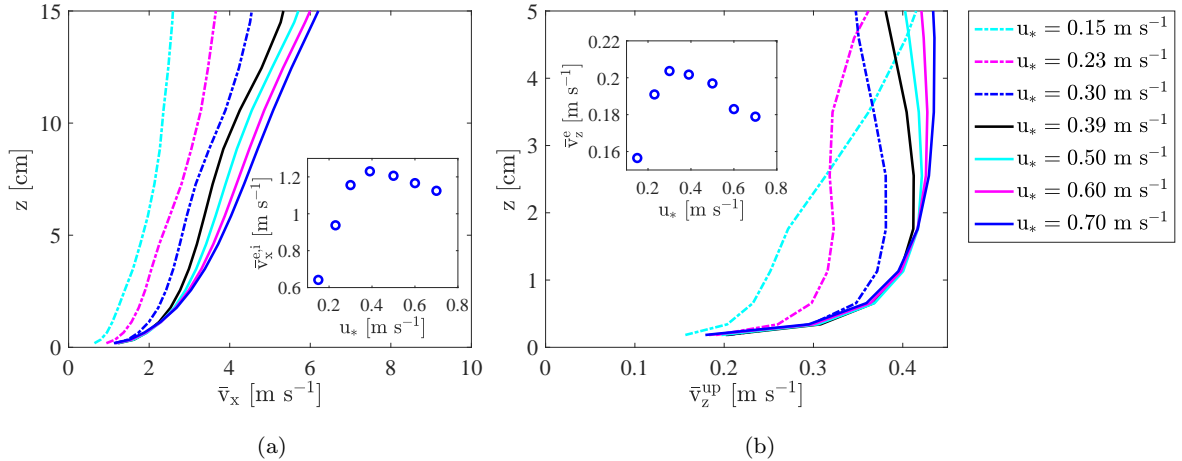 15
10
5
0
z [cm]
0 2 4 6 8 10
v̄ₓ [m s⁻¹]
1.2
1
0.8
0.6
v̄ₓᵉ,ⁱ [m s⁻¹]
0.2 0.4 0.6 0.8
u* [m s⁻¹]
(a)
5
4
3
2
1
0
z [cm]
0 0.1 0.2 0.3 0.4
v̄_z^up [m s⁻¹]
0.22
0.20
0.18
0.16
v̄_z^e [m s⁻¹]
0.2 0.4 0.6 0.8
u* [m s⁻¹]
(b)
u* = 0.15 m s⁻¹
u* = 0.23 m s⁻¹
u* = 0.30 m s⁻¹
u* = 0.39 m s⁻¹
u* = 0.50 m s⁻¹
u* = 0.60 m s⁻¹
u* = 0.70 m s⁻¹